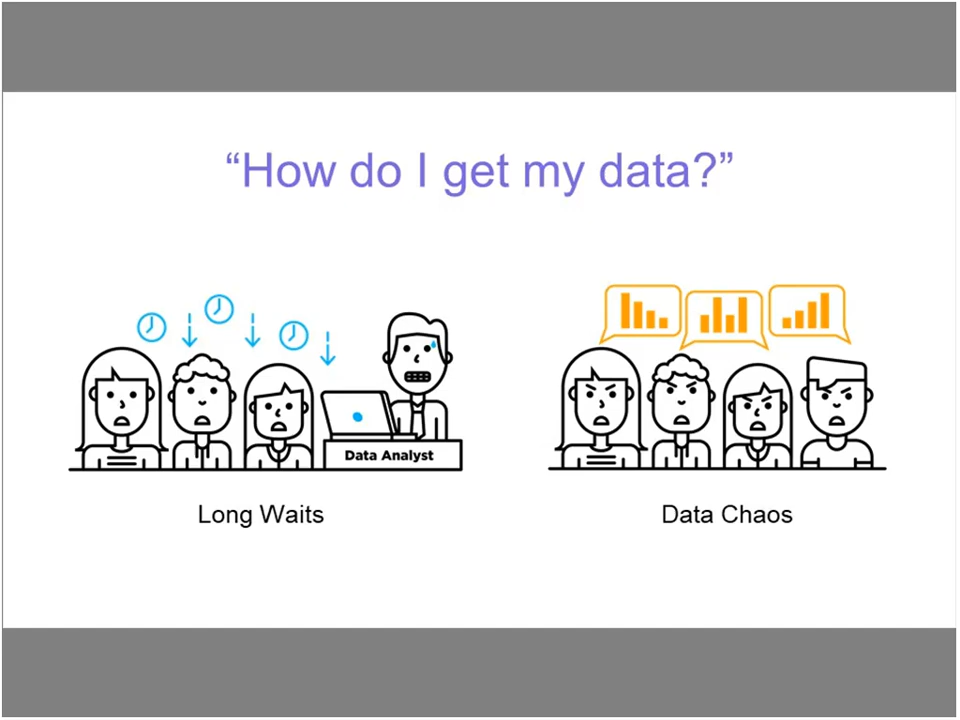 “How do I get my data?”
Data Analyst
Long Waits
Data Chaos